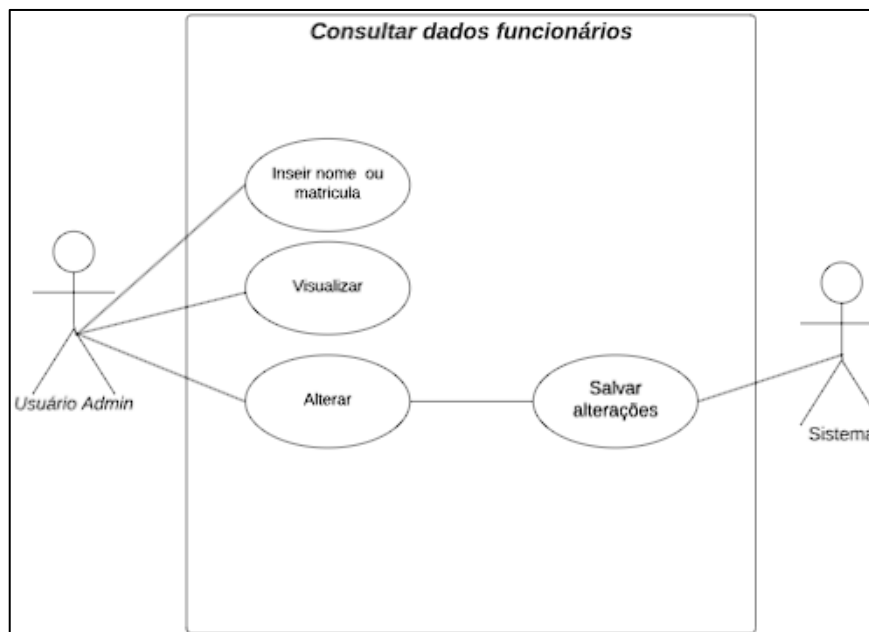 Consultar dados funcionários
Inseir nome ou
matricula
Visualizar
Alterar
Salvar
alterações
Usuário Admin
Sistema